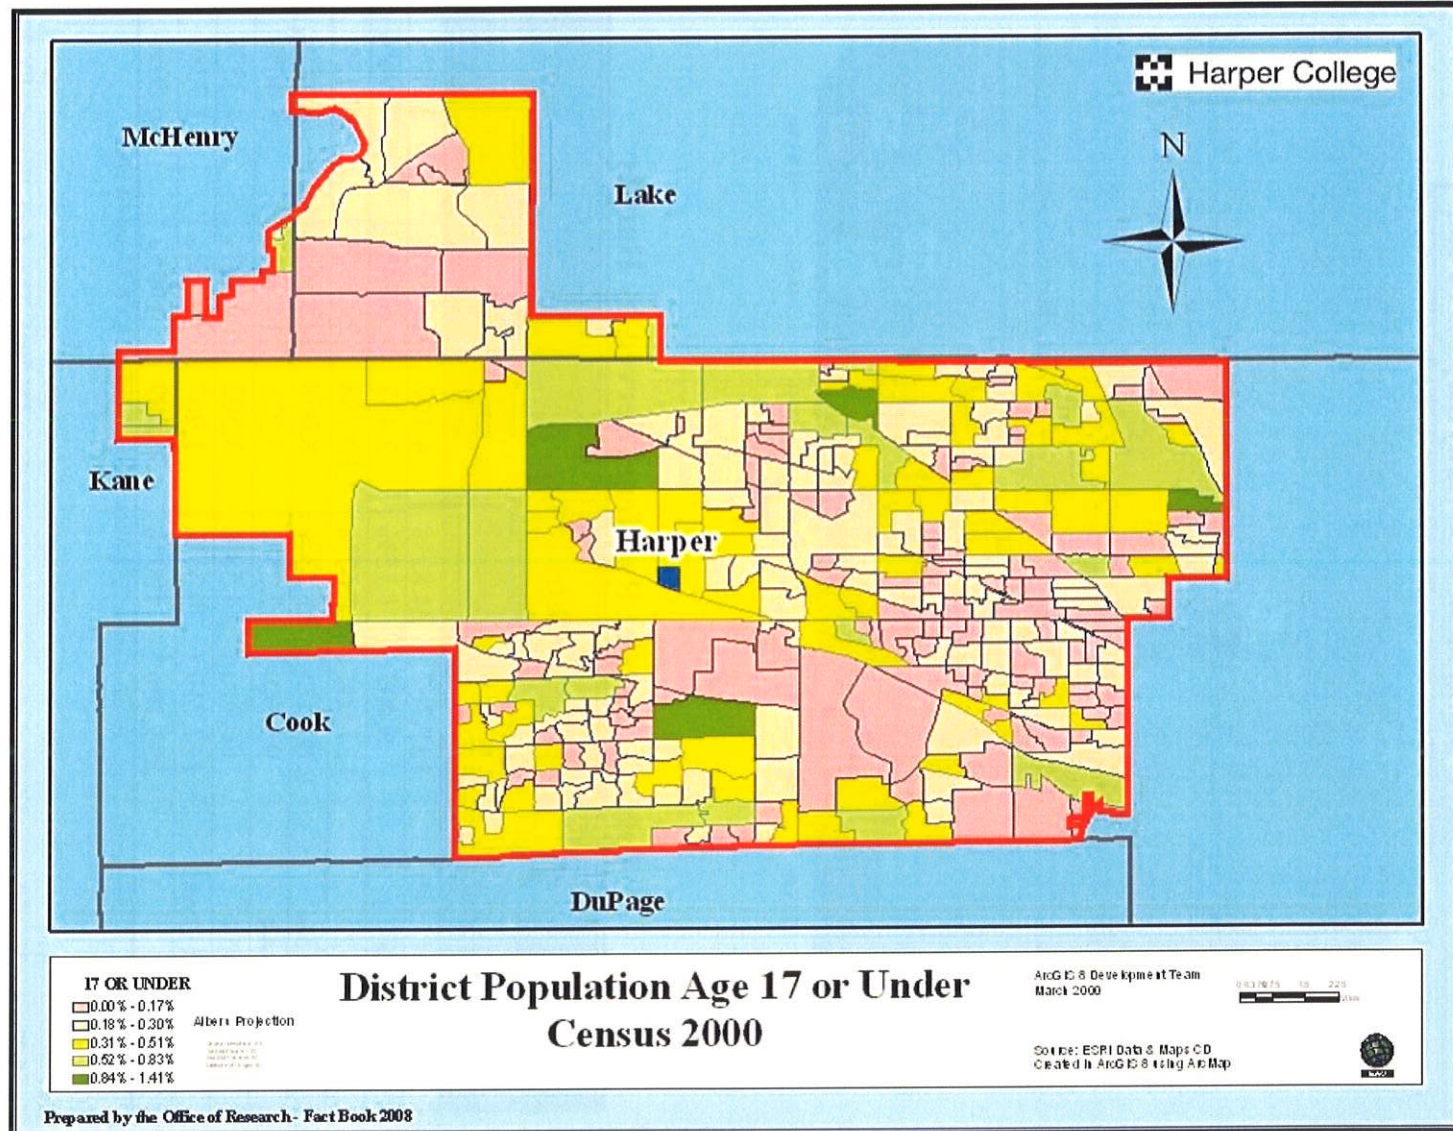 Harper College
N
McHenry
Lake
Kane
Harper
Cook
DuPage
17 OR UNDER
0.00% - 0.17%
0.18% - 0.30%
0.31% - 0.51%
0.52% - 0.83%
0.84% - 1.41%
Albers Projection
District Population Age 17 or Under
Census 2000
ArcGIS 8 Development Team
March 2000
Source: ESRI Data & Maps CD
Created in ArcGIS 8 using ArcMap
Prepared by the Office of Research - Fact Book 2008